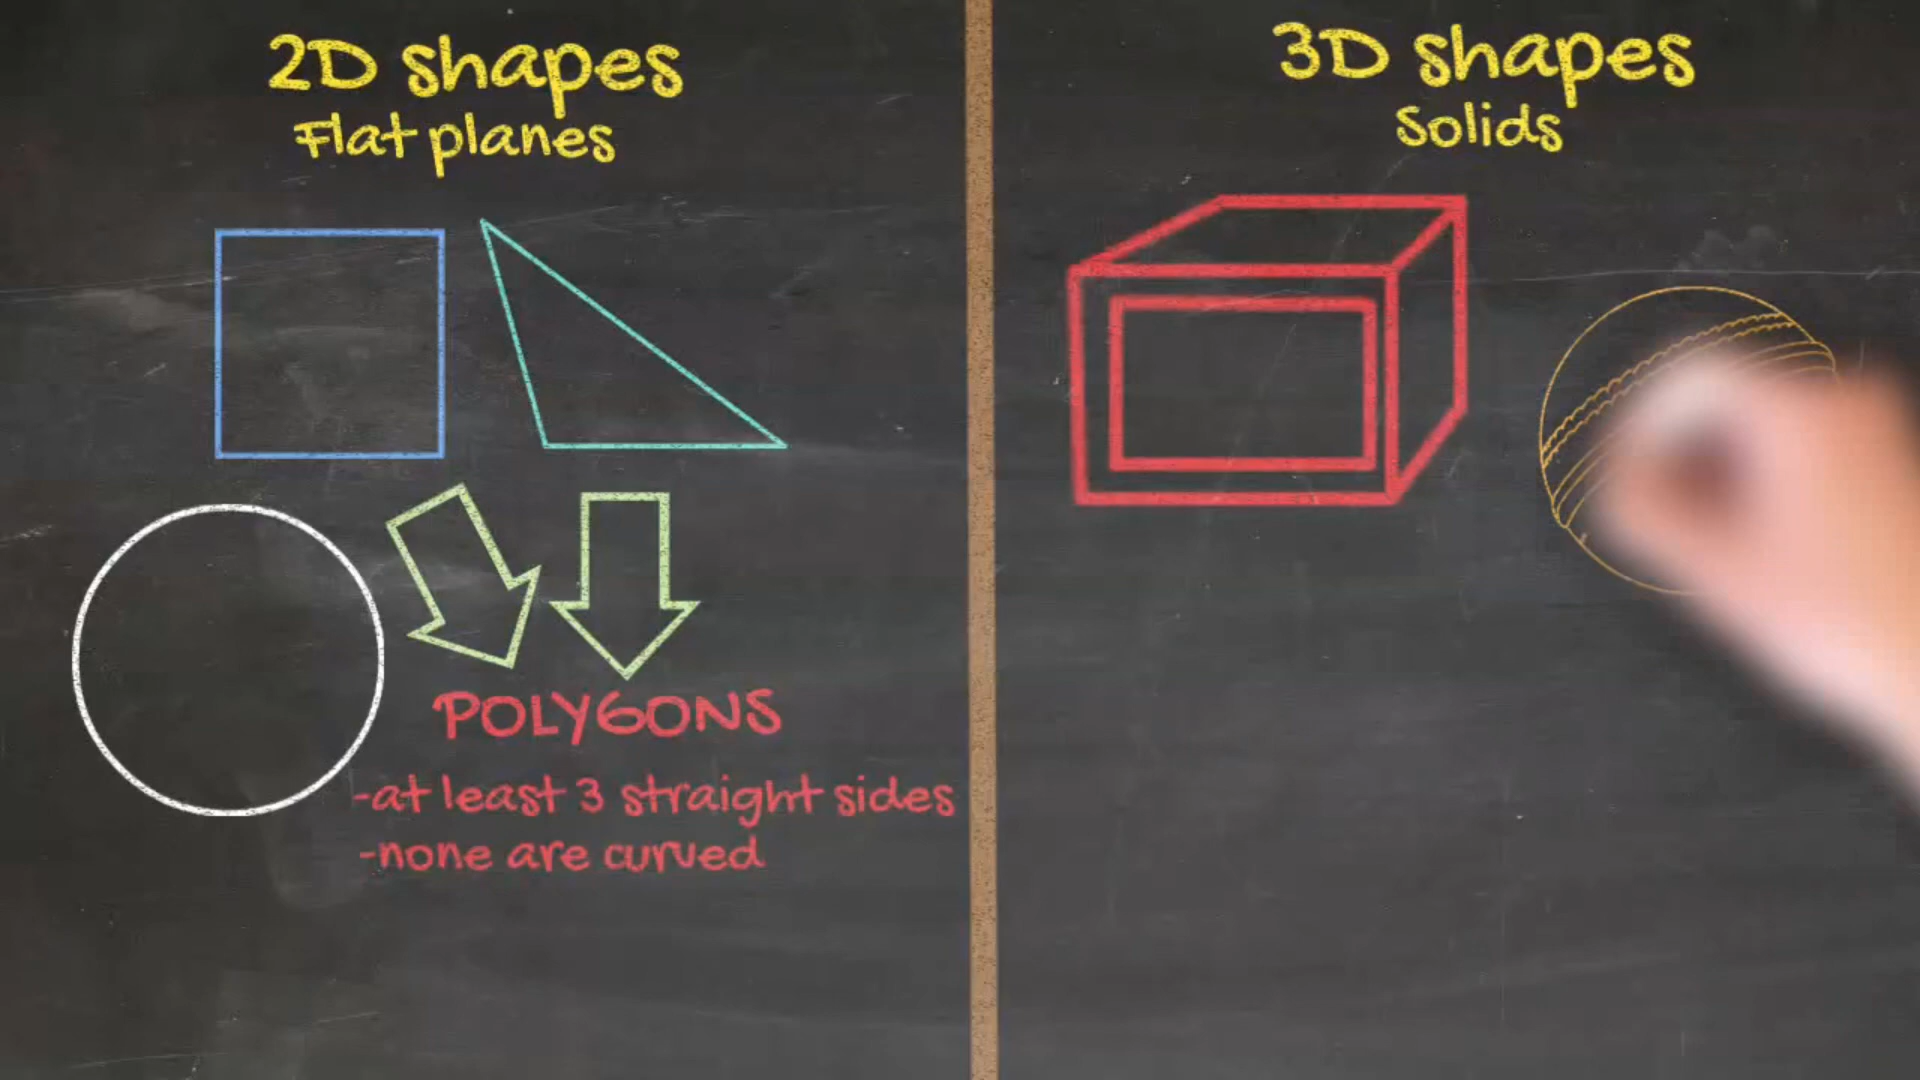 2D shapes
Flat planes
POLYGONS
-at least 3 straight sides
-none are curved
3D shapes
Solids